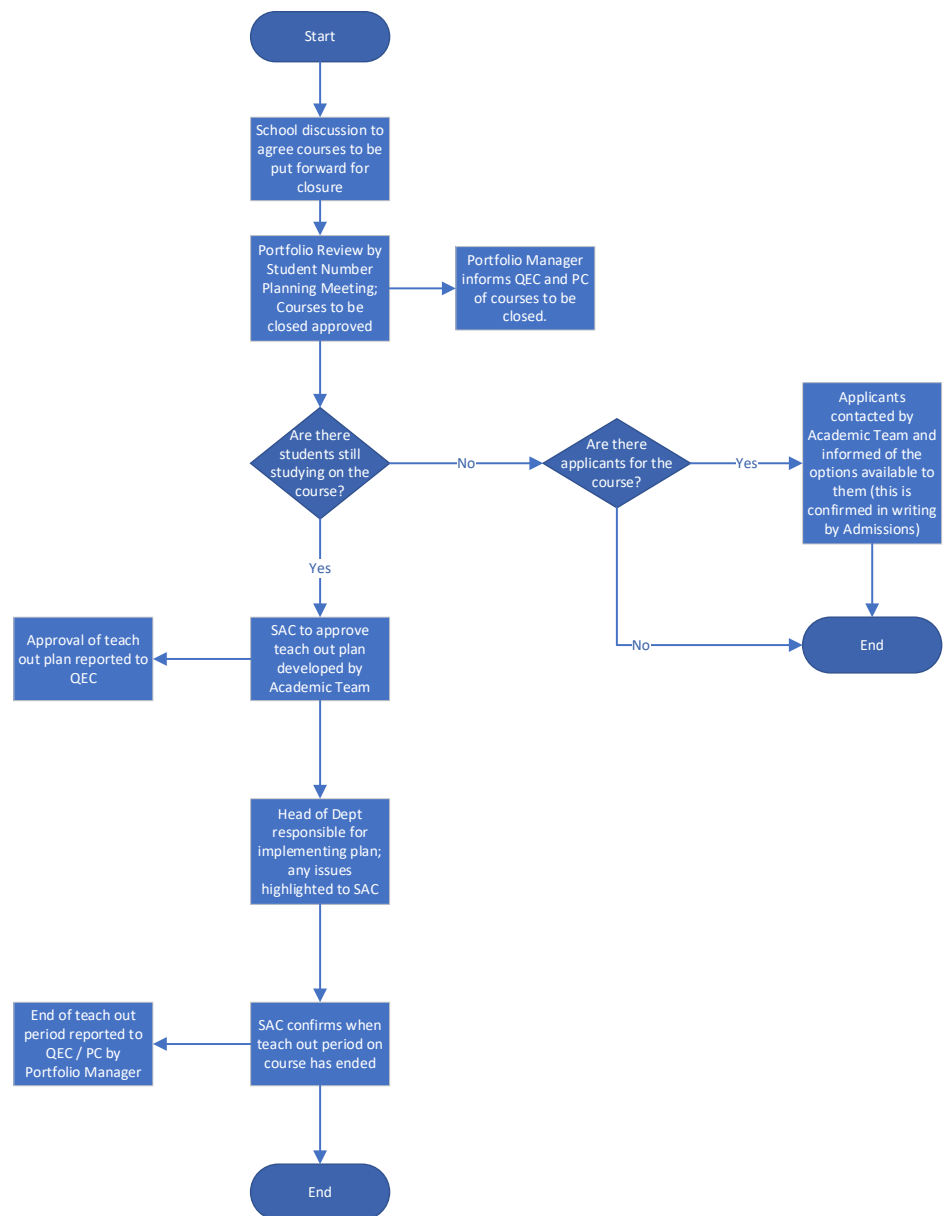 Start
School discussion to
agree courses to be
put forward for
closure
Portfolio Review by
Student Number
Planning Meeting;
Courses to be
closed approved
Portfolio Manager
informs QEC and PC
of courses to be
closed.
Are there
students still
studying on the
course?
No
Are there
applicants for the
course?
Yes
Applicants
contacted by
Academic Team and
informed of the
options available to
them (this is
confirmed in writing
by Admissions)
Yes
No
End
Approval of teach
out plan reported to
QEC
SAC to approve
teach out plan
developed by
Academic Team
Head of Dept
responsible for
implementing plan;
any issues
highlighted to SAC
End of teach out
period reported to
QEC / PC by
Portfolio Manager
SAC confirms when
teach out period on
course has ended
End